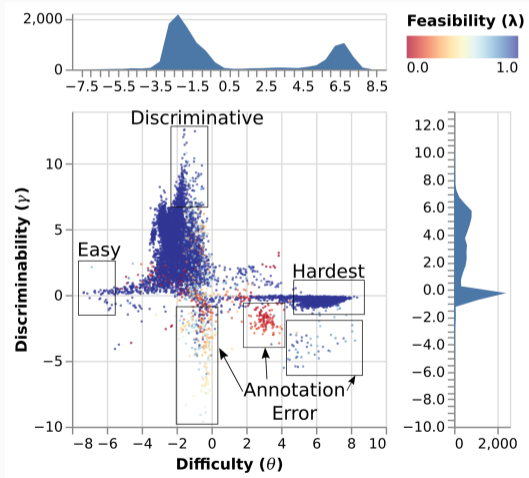 2,000
0
−7.5 −5.5 −3.5 −1.5 0.5 2.5 4.5 6.5 8.5
Feasibility (λ)
0.0 1.0
Discriminative
Easy
Hardest
Annotation
Error
10
5
0
−5
−10
Discriminability (γ)
−8 −6 −4 −2 0 2 4 6 8 10
Difficulty (θ)
12.0
10.0
8.0
6.0
4.0
2.0
0.0
−2.0
−4.0
−6.0
−8.0
−10.0
0 2,000